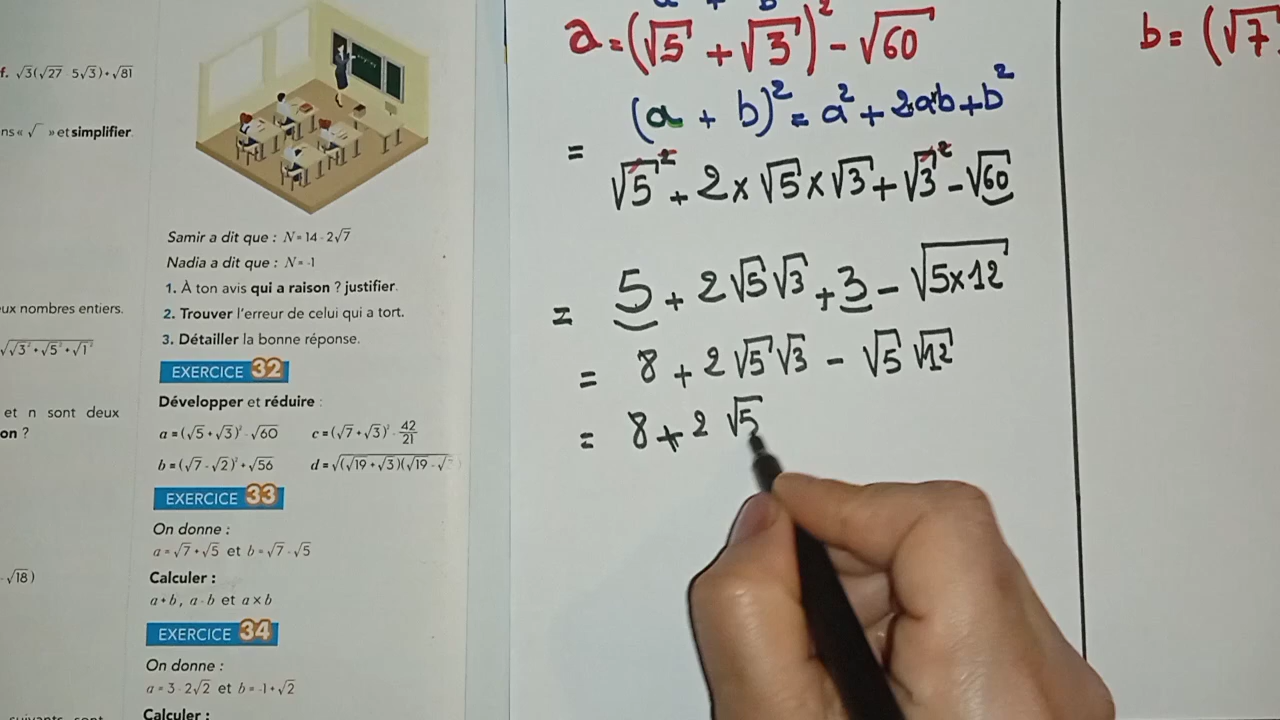 f. √3(√27 5√3)+√81
ns « √ » et simplifier.
ux nombres entiers.
√√3²+√5²+√1²
et n sont deux
on ?
√18)
Samir a dit que : N=14-2√7
Nadia a dit que : N=-1
1. À ton avis qui a raison ? justifier.
2. Trouver l'erreur de celui qui a tort.
3. Détailler la bonne réponse.
EXERCICE 32
Développer et réduire :
a=(√5+√3)²-√60 c=(√7+√3)²-42/21
b=(√7-√2)²+√56 d=√(√19+√3)(√19-√
EXERCICE 33
On donne :
a=√7+√5 et b=√7-√5
Calculer :
a+b, a-b et a×b
EXERCICE 34
On donne :
a=3-2√2 et b=-1+√2
Calculer :
a=(√5+√3)²-√60
(a+b)²=a²+2ab+b²
= √5²+2×√5×√3+√3²-√60
= 5+2√5√3+3-√5×12
= 8+2√5√3-√5√12
= 8+2√5
b=(√7